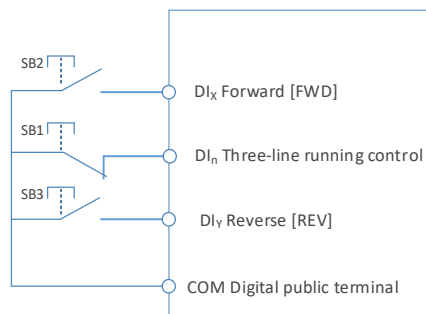 SB2
DIX Forward [FWD]
SB1
DIn Three-line running control
SB3
DIY Reverse [REV]
COM Digital public terminal